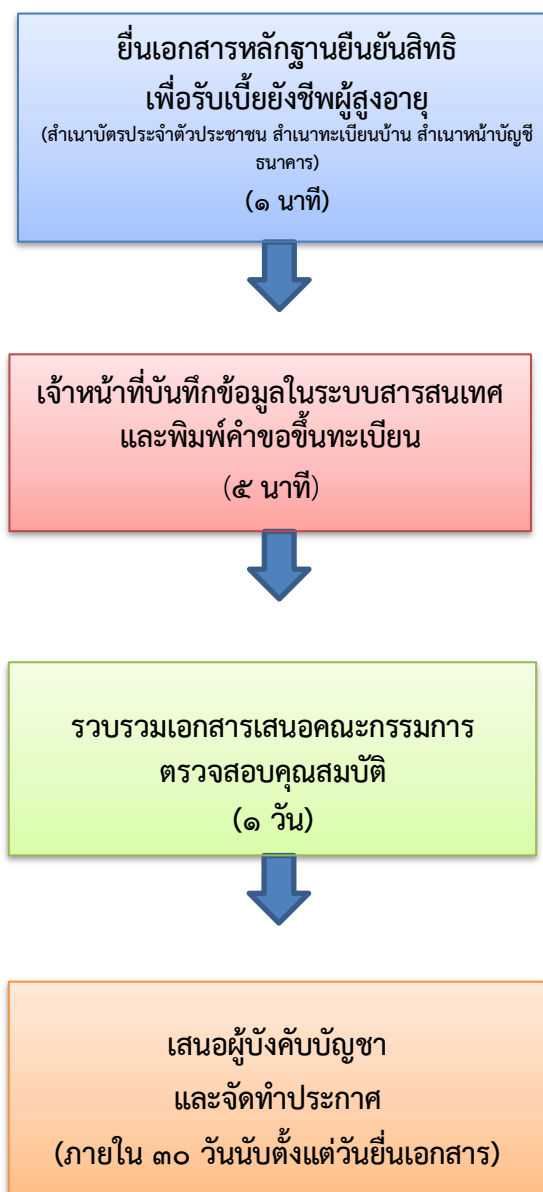 ยื่นเอกสารหลักฐานยืนยันสิทธิ
เพื่อรับเบี้ยยังชีพผู้สูงอายุ
(สำเนาบัตรประจำตัวประชาชน สำเนาทะเบียนบ้าน สำเนาหน้าบัญชี
ธนาคาร)
(๑ นาที)
เจ้าหน้าที่บันทึกข้อมูลในระบบสารสนเทศ
และพิมพ์คำขอขึ้นทะเบียน
(๕ นาที)
รวบรวมเอกสารเสนอคณะกรรมการ
ตรวจสอบคุณสมบัติ
(๑ วัน)
เสนอผู้บังคับบัญชา
และจัดทำประกาศ
(ภายใน ๓๐ วันนับตั้งแต่วันยื่นเอกสาร)